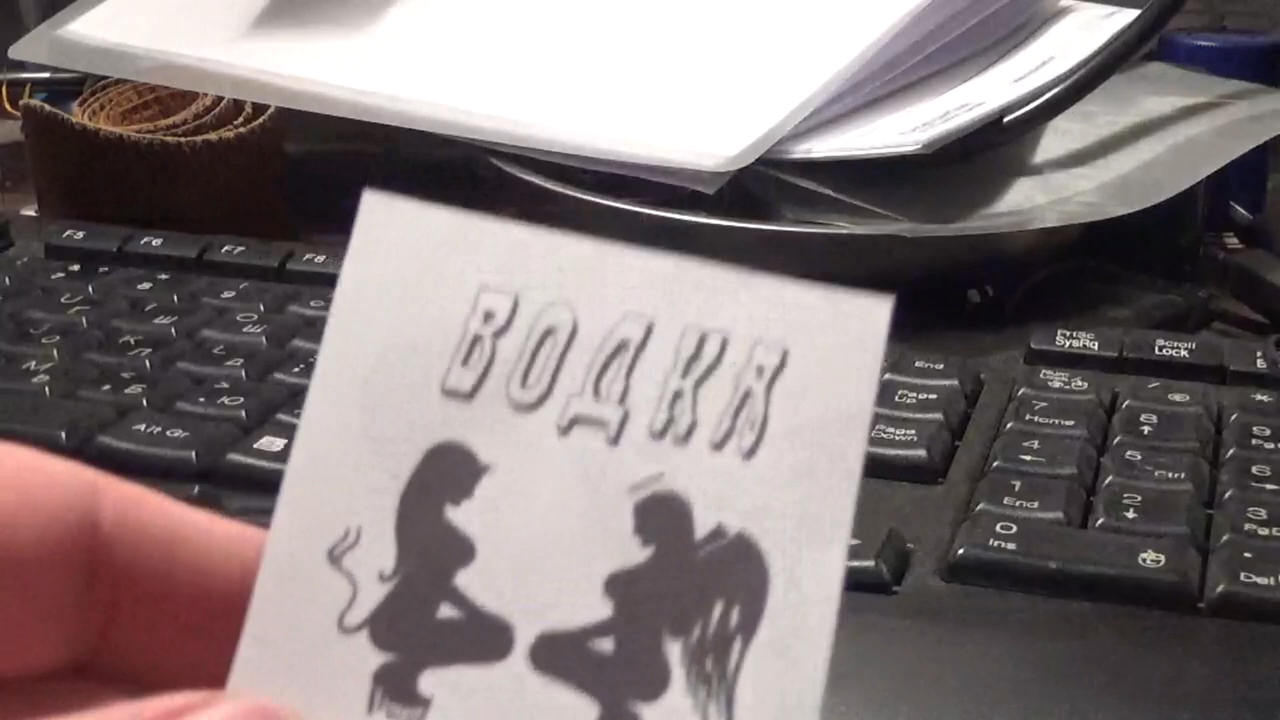 ВОДКА
F5 F6 F7 F8
PrtSc
SysRq
Scroll
Lock
End
Page
Up
Page
Down
Alt Gr
7
Home
8
4
5
Ctrl
6
1
End
2
3
0
Ins
Del